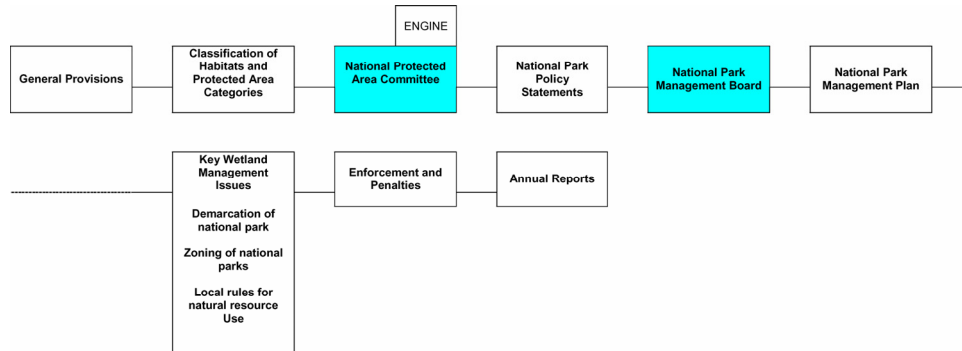 ENGINE
General Provisions
Classification of
Habitats and
Protected Area
Categories
National Protected
Area Committee
National Park
Policy
Statements
National Park
Management Board
National Park
Management Plan
Key Wetland
Management
Issues
Demarcation of
national park
Zoning of national
parks
Local rules for
natural resource
Use
Enforcement and
Penalties
Annual Reports